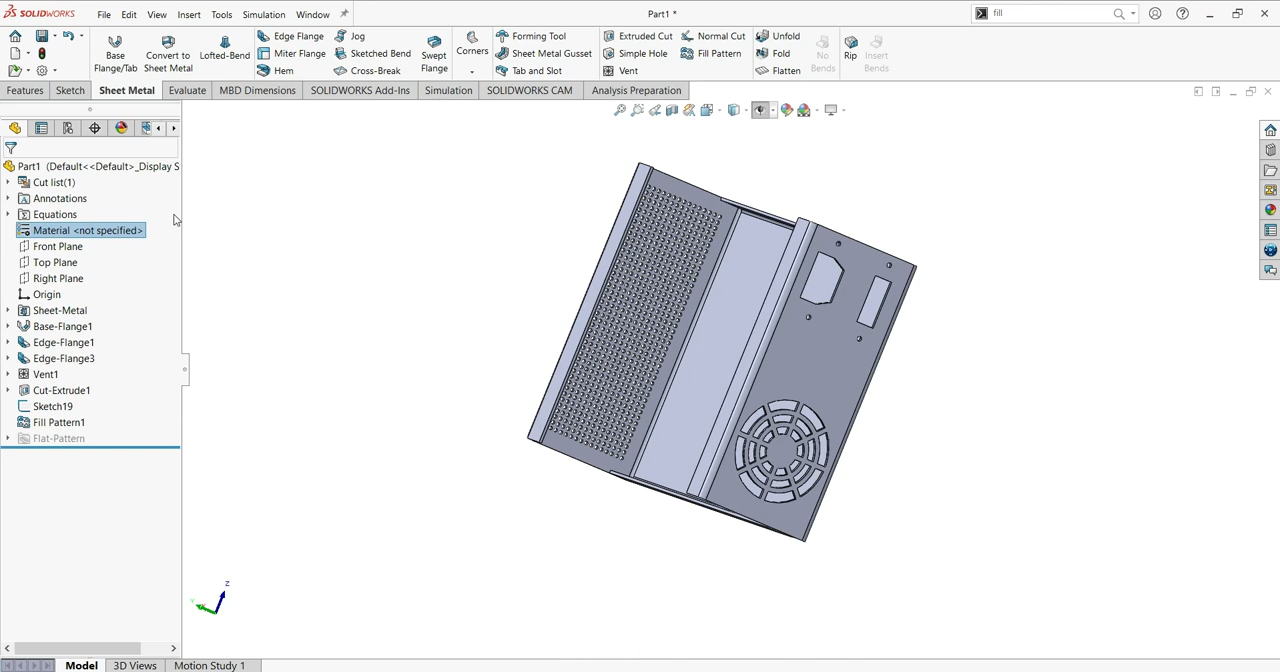 SOLIDWORKS File Edit View Insert Tools Simulation Window Part1 * fill
Base Flange/Tab
Convert to Sheet Metal
Lofted-Bend
Edge Flange
Miter Flange
Hem
Jog
Sketched Bend
Cross-Break
Swept Flange
Corners
Forming Tool
Sheet Metal Gusset
Tab and Slot
Extruded Cut
Simple Hole
Vent
Normal Cut
Fill Pattern
Unfold
Fold
Flatten
No Bends
Rip
Insert Bends
Features Sketch Sheet Metal Evaluate MBD Dimensions SOLIDWORKS Add-Ins Simulation SOLIDWORKS CAM Analysis Preparation
Part1 (Default<<Default>_Display S
Cut list(1)
Annotations
Equations
Material <not specified>
Front Plane
Top Plane
Right Plane
Origin
Sheet-Metal
Base-Flange1
Edge-Flange1
Edge-Flange3
Vent1
Cut-Extrude1
Sketch19
Fill Pattern1
Flat-Pattern
Z
Model 3D Views Motion Study 1